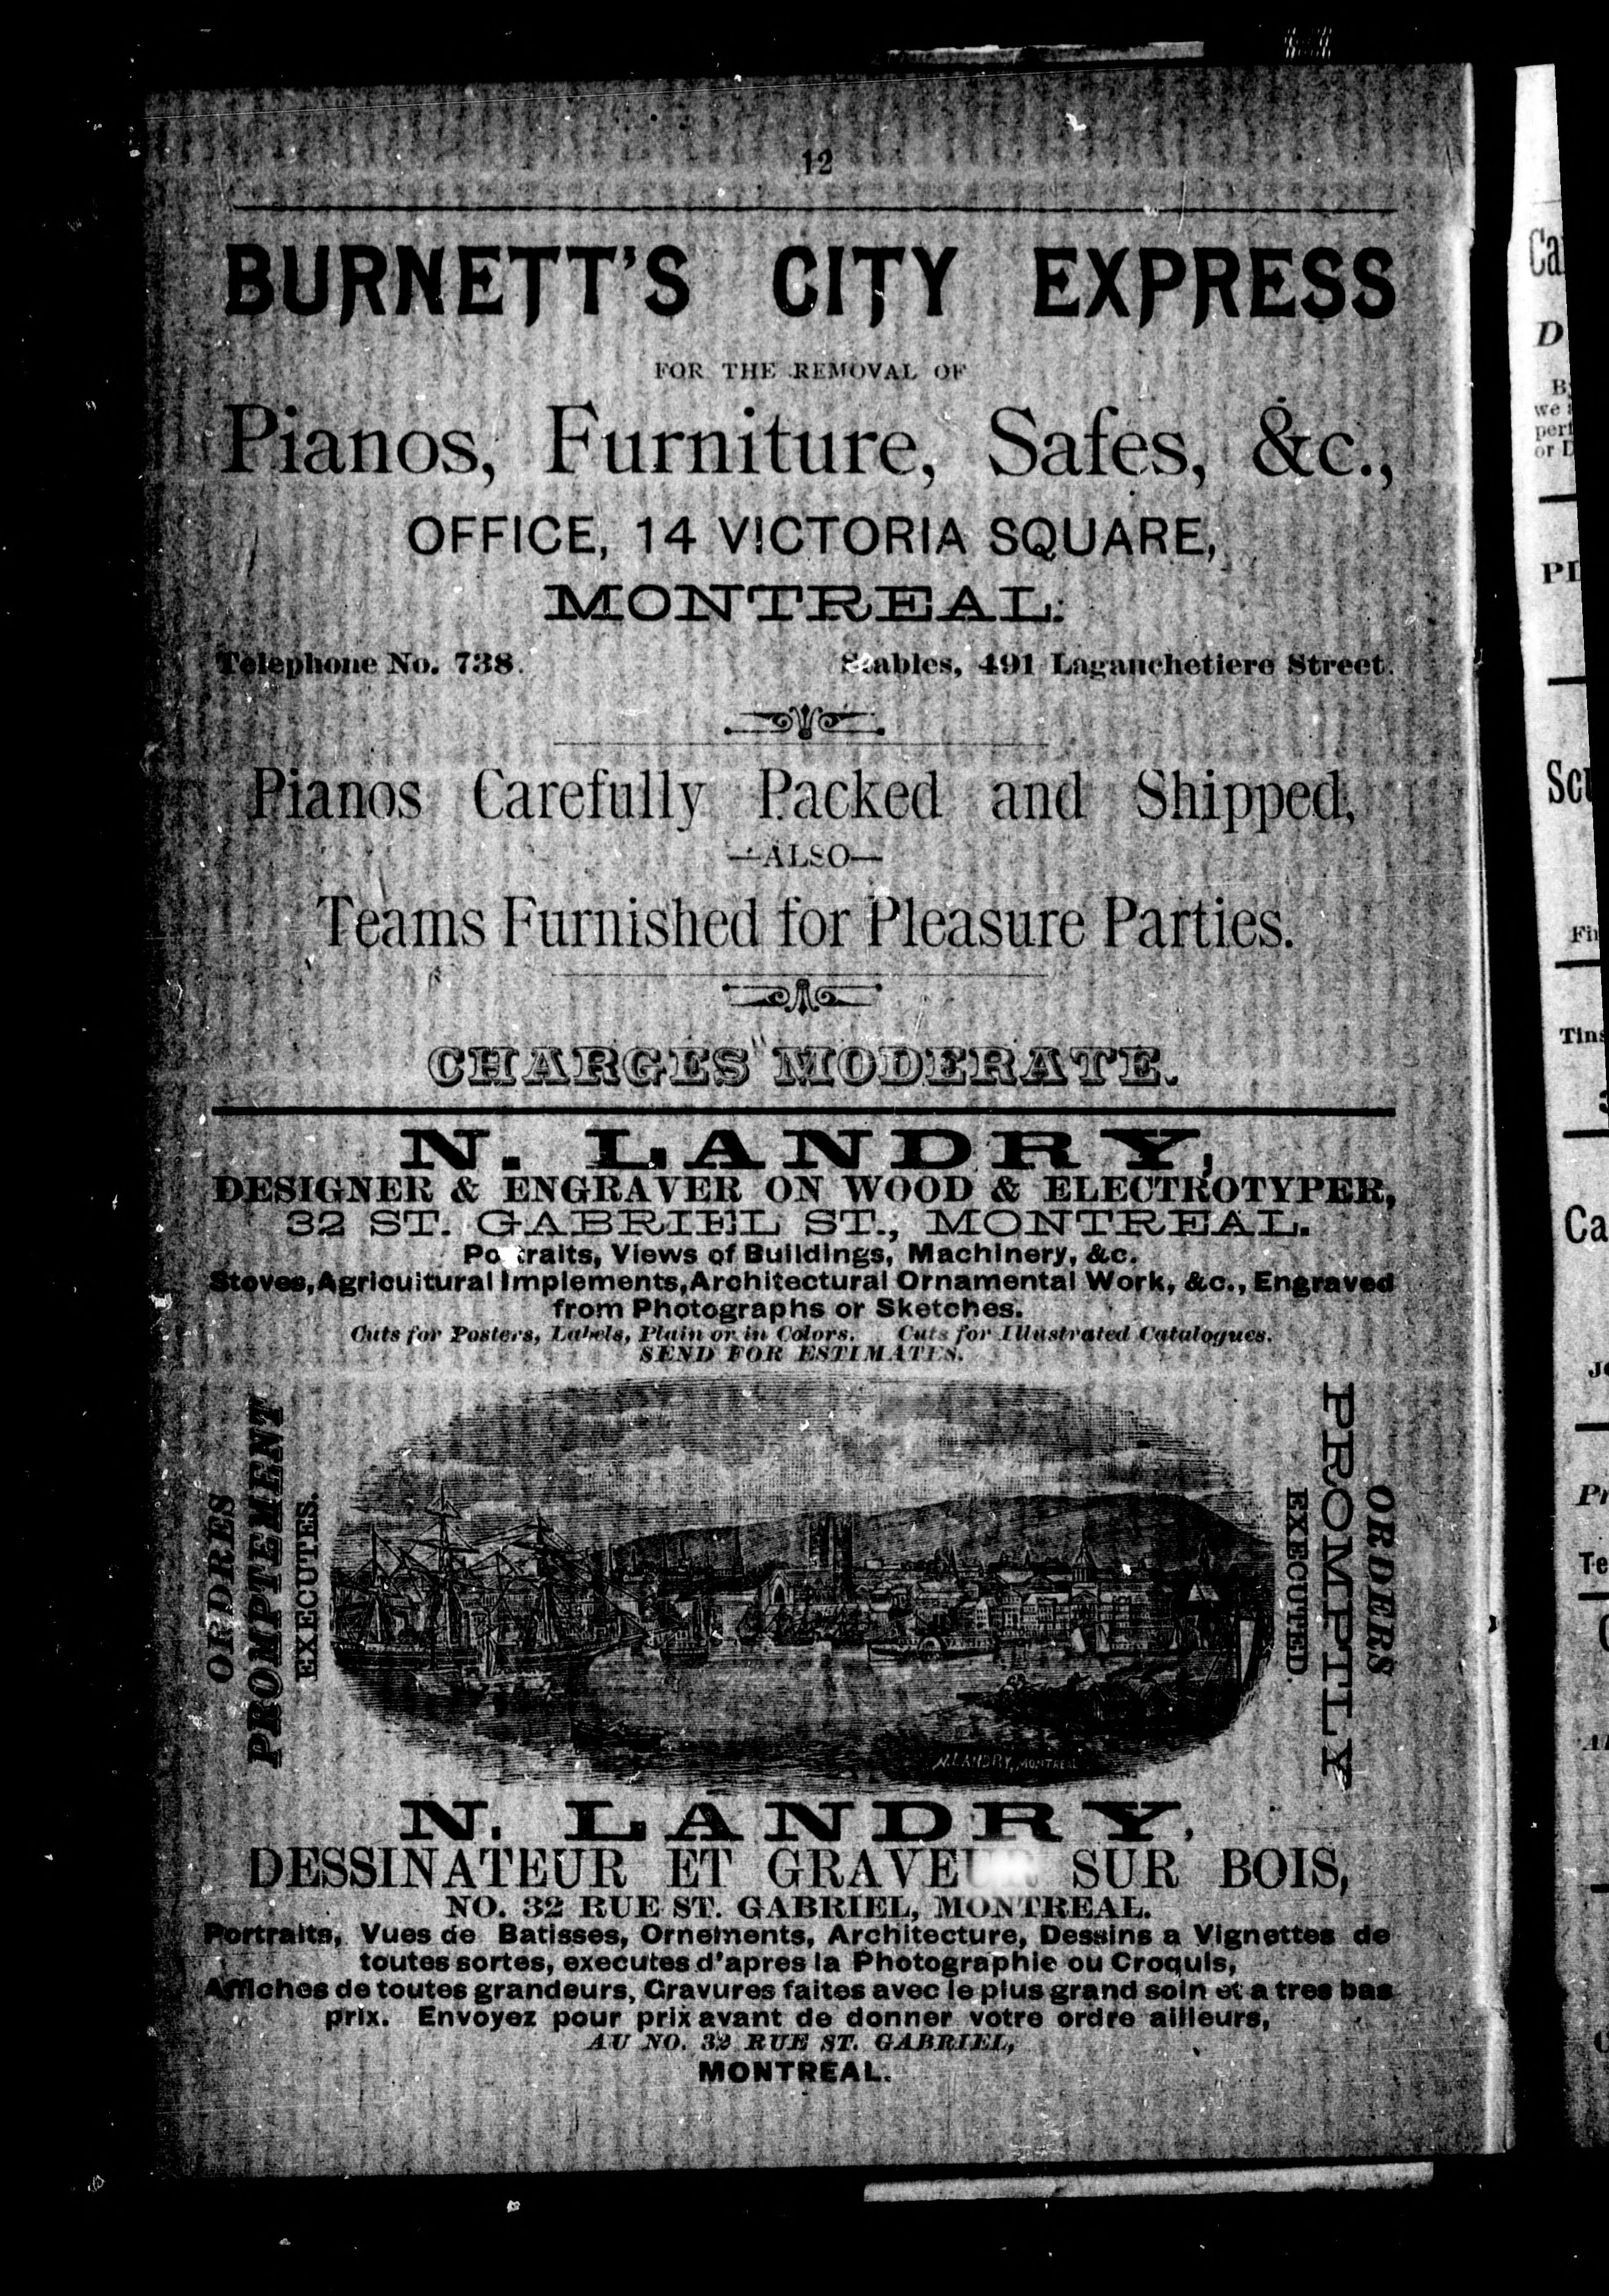 12
BURNETT'S CITY EXPRESS
FOR THE REMOVAL OF
Pianos, Furniture, Safes, &c.,
OFFICE, 14 VICTORIA SQUARE,
MONTREAL.
Telephone No. 738.
Stables, 491 Laganchetiere Street.
Pianos Carefully Packed and Shipped,
—ALSO—
Teams Furnished for Pleasure Parties.
CHARGES MODERATE.
N. LANDRY,
DESIGNER & ENGRAVER ON WOOD & ELECTROTYPER,
32 ST. GABRIEL ST., MONTREAL.
Portraits, Views of Buildings, Machinery, &c.
Stoves, Agricultural Implements, Architectural Ornamental Work, &c., Engraved
from Photographs or Sketches.
Cuts for Posters, Labels, Plain or in Colors. Cuts for Illustrated Catalogues.
SEND FOR ESTIMATES.
ORDRES
PROMPTEMENT
EXECUTES.
ORDERS
PROMPTLY
EXECUTED.
N. LANDRY, MONTREAL
N. LANDRY,
DESSINATEUR ET GRAVEUR SUR BOIS,
NO. 32 RUE ST. GABRIEL, MONTREAL.
Portraits, Vues de Batisses, Ornements, Architecture, Dessins a Vignettes de
toutes sortes, executes d'apres la Photographie ou Croquis,
Affiches de toutes grandeurs, Gravures faites avec le plus grand soin et a tres bas
prix. Envoyez pour prix avant de donner votre ordre ailleurs,
AU NO. 32 RUE ST. GABRIEL,
MONTREAL.